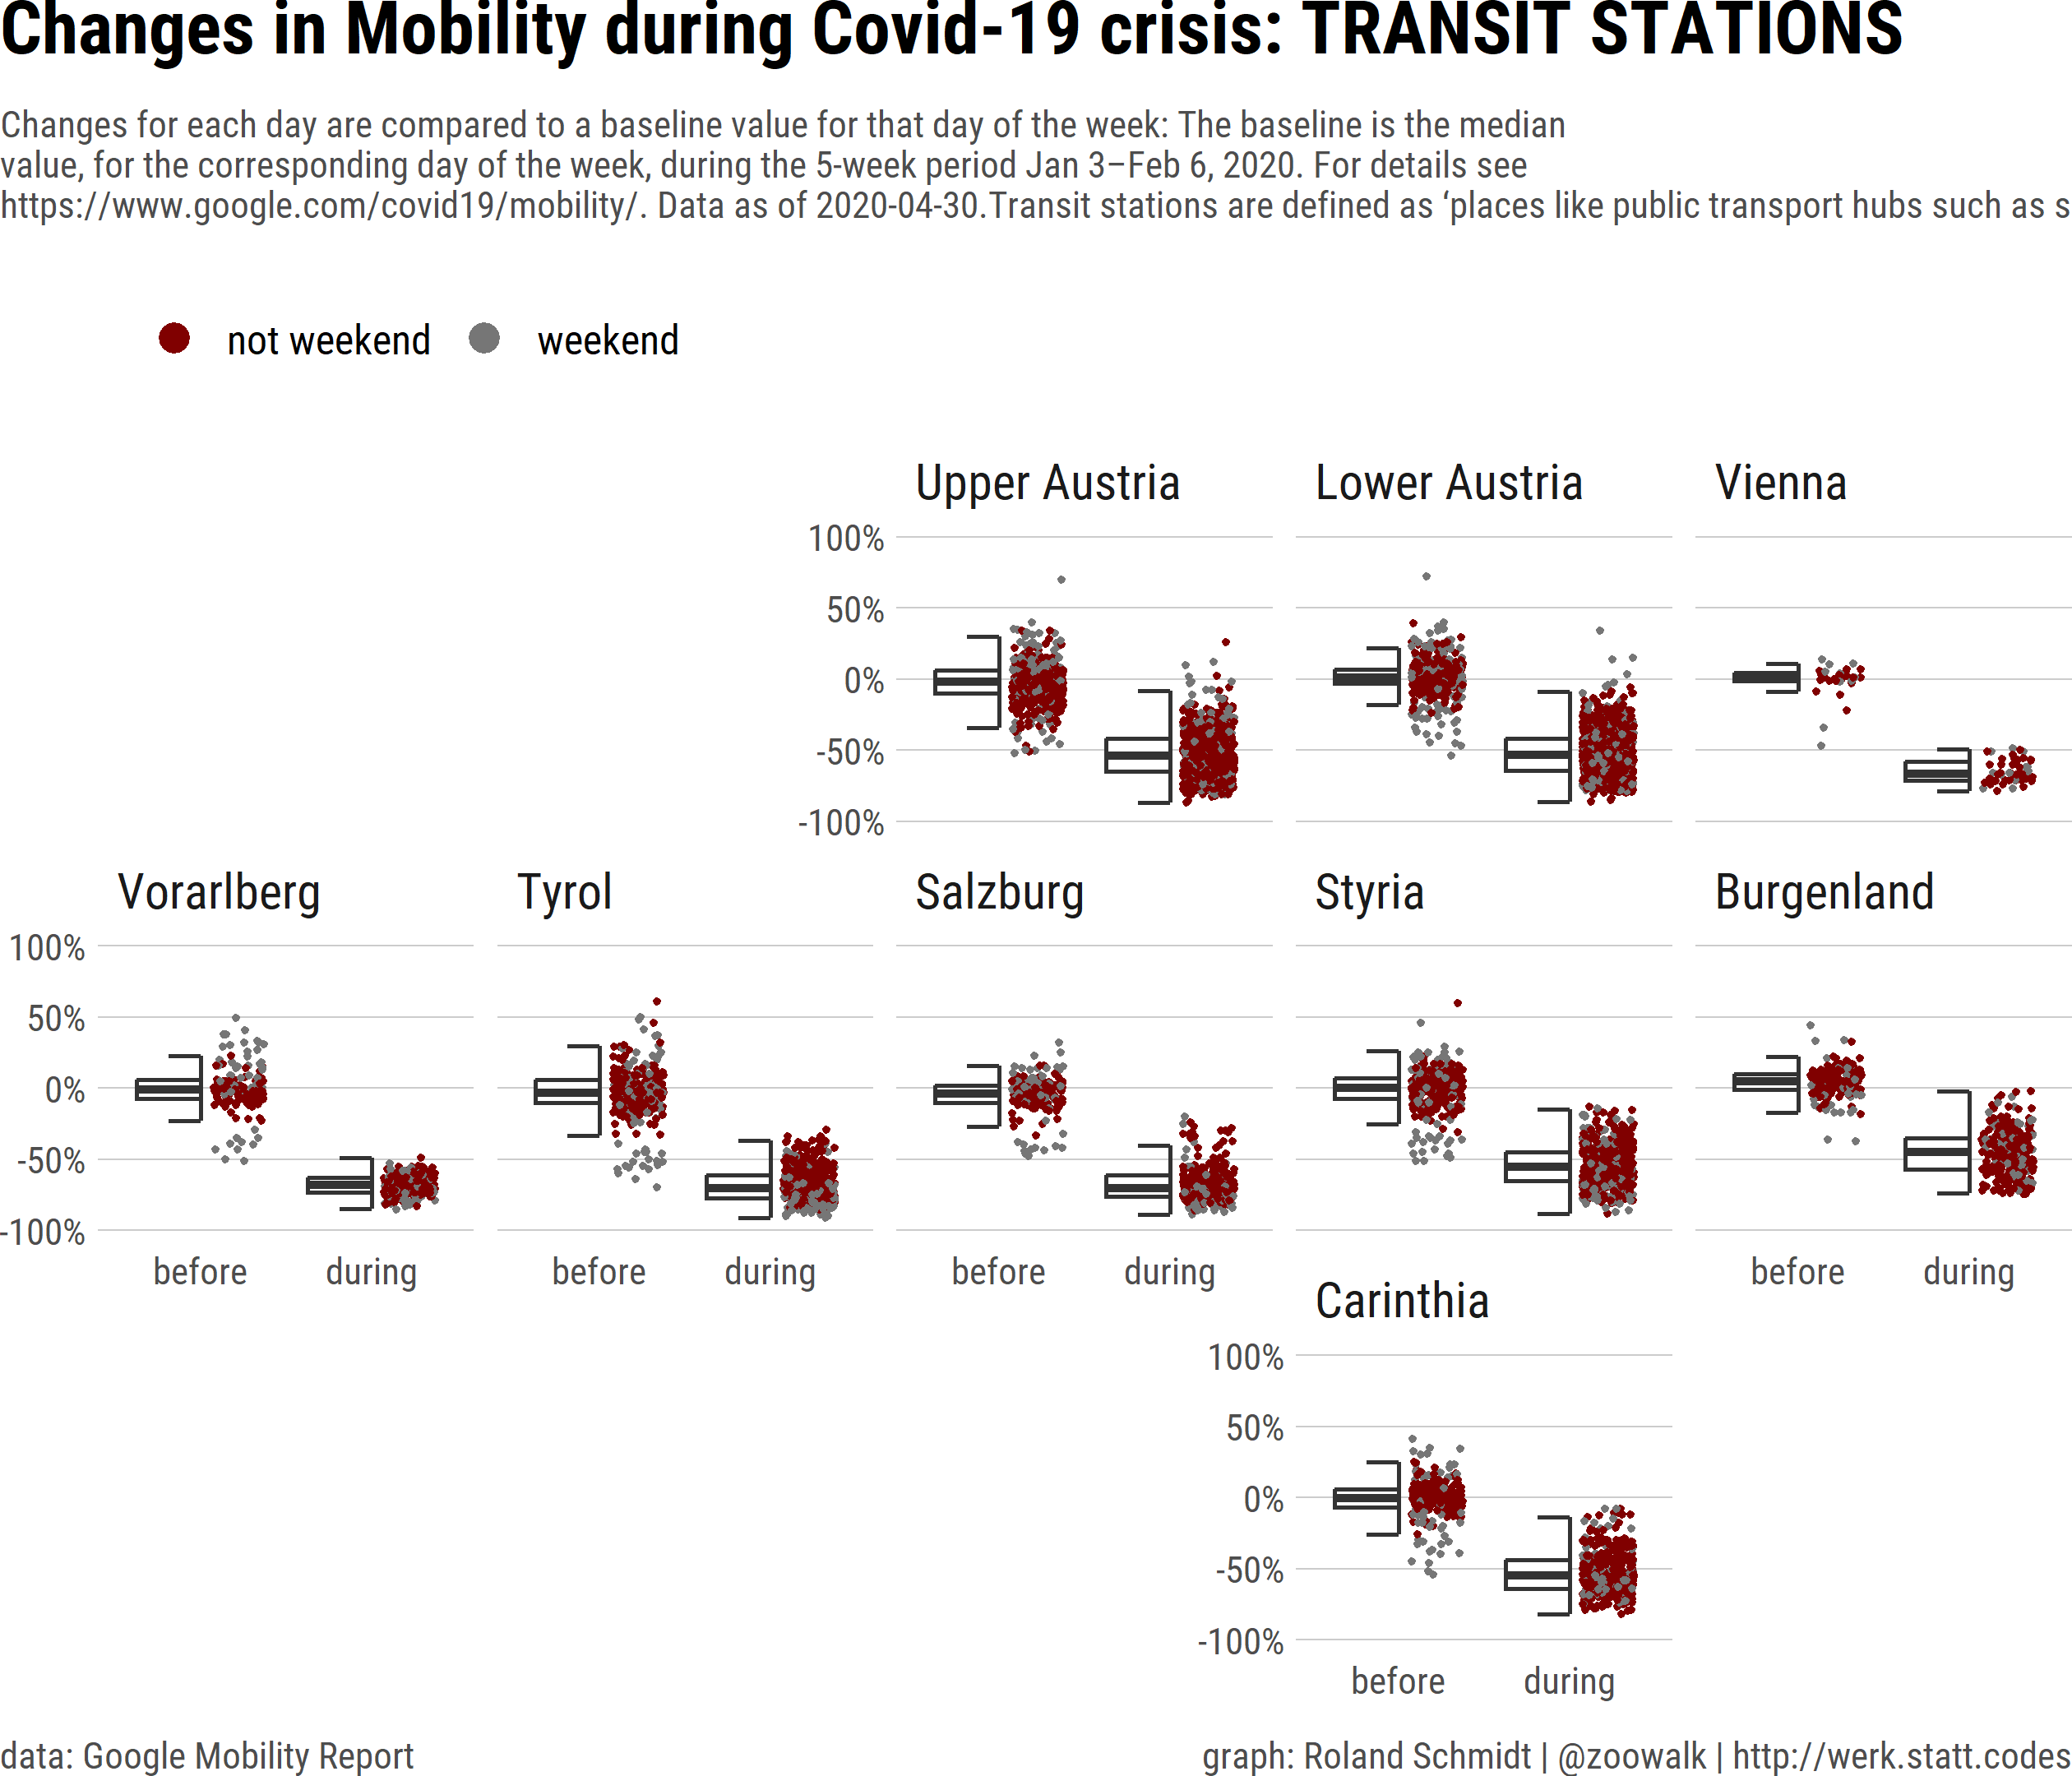 Changes in Mobility during Covid-19 crisis: TRANSIT STATIONS
Changes for each day are compared to a baseline value for that day of the week: The baseline is the median
value, for the corresponding day of the week, during the 5-week period Jan 3–Feb 6, 2020. For details see
https://www.google.com/covid19/mobility/. Data as of 2020-04-30.Transit stations are defined as ‘places like public transport hubs such as s
not weekend weekend
Upper Austria Lower Austria Vienna
100%
50%
0%
-50%
-100%
Vorarlberg Tyrol Salzburg Styria Burgenland
100%
50%
0%
-50%
-100%
before during before during before during before during
Carinthia
100%
50%
0%
-50%
-100%
before during
data: Google Mobility Report graph: Roland Schmidt | @zoowalk | http://werk.statt.codes